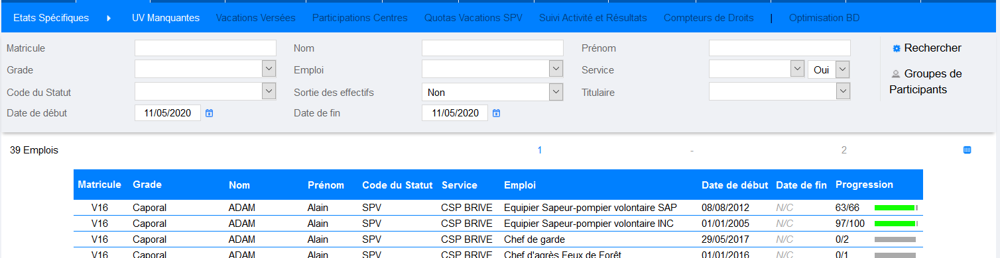 Etats Spécifiques UV Manquantes Vacations Versées Participations Centres Quotas Vacations SPV Suivi Activité et Résultats Compteurs de Droits | Optimisation BD
Matricule Nom Prénom Rechercher
Grade Emploi Service Oui Groupes de
Participants
Code du Statut Sortie des effectifs Non Titulaire
Date de début 11/05/2020 Date de fin 11/05/2020
39 Emplois 1 - 2
Matricule Grade Nom Prénom Code du Statut Service Emploi Date de début Date de fin Progression
V16 Caporal ADAM Alain SPV CSP BRIVE Equipier Sapeur-pompier volontaire SAP 08/08/2012 N/C 63/66
V16 Caporal ADAM Alain SPV CSP BRIVE Equipier Sapeur-pompier volontaire INC 01/01/2005 N/C 97/100
V16 Caporal ADAM Alain SPV CSP BRIVE Chef de garde 29/05/2017 N/C 0/2
V16 Caporal ADAM Alain SPV CSP BRIVE Chef d'agrès Feux de Forêt 01/01/2016 N/C 0/1